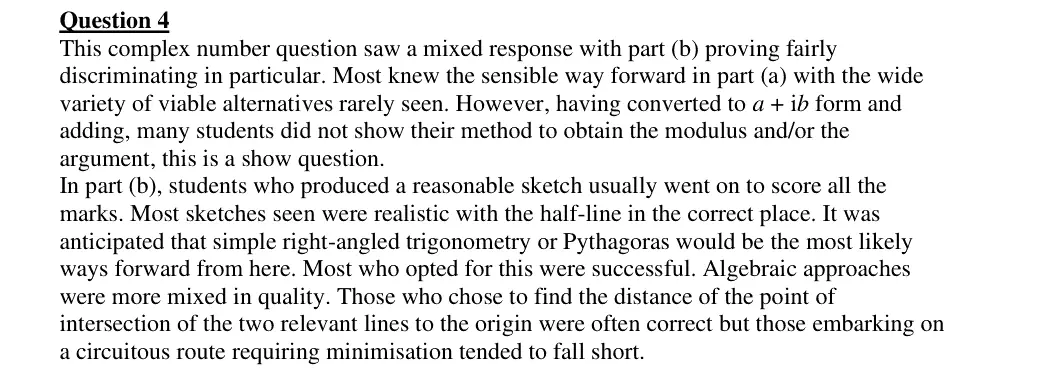 Question 4
This complex number question saw a mixed response with part (b) proving fairly
discriminating in particular. Most knew the sensible way forward in part (a) with the wide
variety of viable alternatives rarely seen. However, having converted to a + ib form and
adding, many students did not show their method to obtain the modulus and/or the
argument, this is a show question.
In part (b), students who produced a reasonable sketch usually went on to score all the
marks. Most sketches seen were realistic with the half-line in the correct place. It was
anticipated that simple right-angled trigonometry or Pythagoras would be the most likely
ways forward from here. Most who opted for this were successful. Algebraic approaches
were more mixed in quality. Those who chose to find the distance of the point of
intersection of the two relevant lines to the origin were often correct but those embarking on
a circuitous route requiring minimisation tended to fall short.